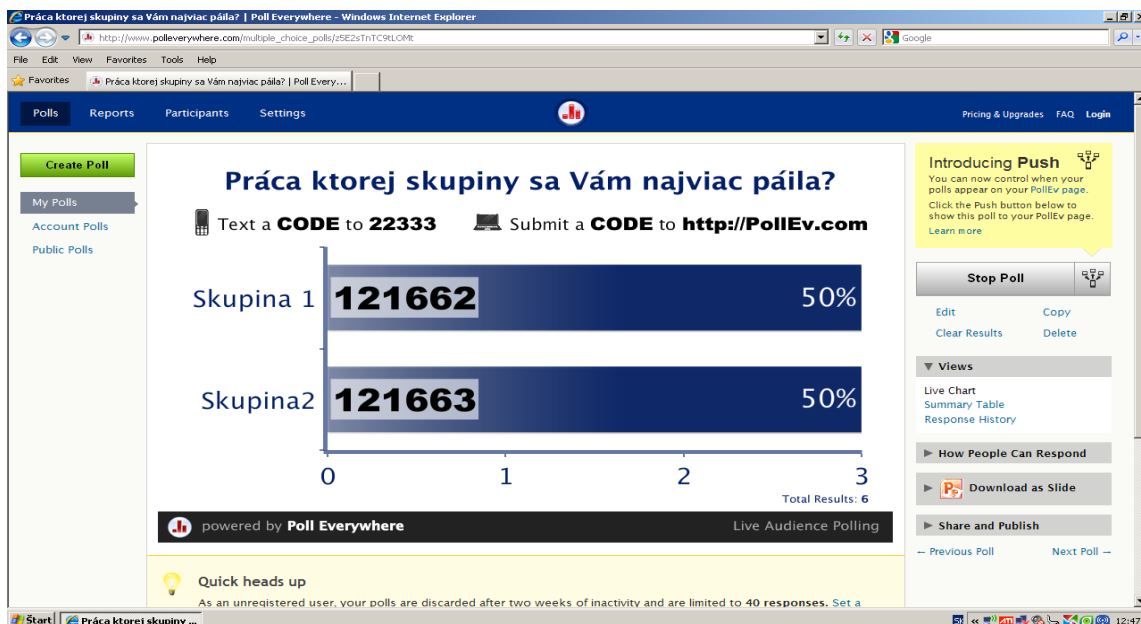 Práca ktorej skupiny sa Vám najviac páila? | Poll Everywhere - Windows Internet Explorer
http://www.polleverywhere.com/multiple_choice_polls/z5E2sTnTC9tLOMt
Google
File Edit View Favorites Tools Help
Favorites
Práca ktorej skupiny sa Vám najviac páila? | Poll Every...
Polls Reports Participants Settings
Pricing & Upgrades FAQ Login
Create Poll
My Polls
Account Polls
Public Polls
Práca ktorej skupiny sa Vám najviac páila?
Text a CODE to 22333 Submit a CODE to http://PollEv.com
Skupina 1 121662 50%
Skupina2 121663 50%
0 1 2 3
Total Results: 6
powered by Poll Everywhere Live Audience Polling
Quick heads up
As an unregistered user, your polls are discarded after two weeks of inactivity and are limited to 40 responses. Set a
Introducing Push
You can now control when your
polls appear on your PollEv page.
Click the Push button below to
show this poll to your PollEv page.
Learn more
Stop Poll
Edit Copy
Clear Results Delete
Views
Live Chart
Summary Table
Response History
How People Can Respond
Download as Slide
Share and Publish
← Previous Poll Next Poll →
Štart
Práca ktorej skupiny ...
SK « ATI 12:47